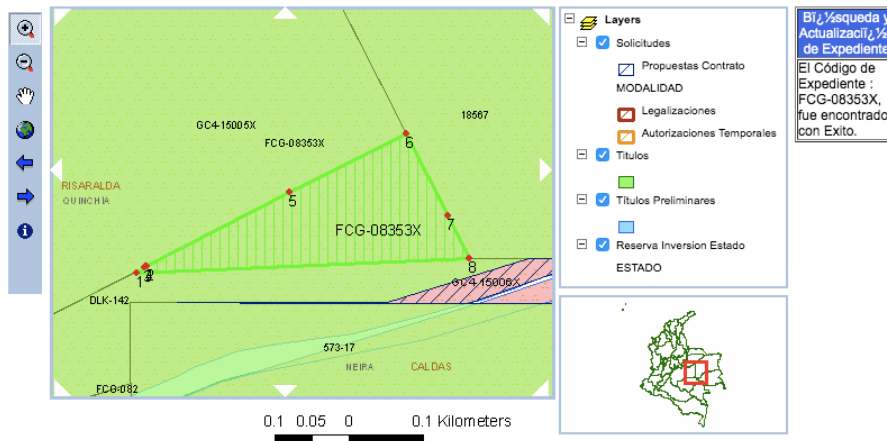 GC4-15005X
18567
FCG-08353X
6
RISARALDA
QUINCHIA
5
7
FCG-08353X
8
1
2
GC4-15006X
DLK-142
573-17
NEIRA
CALDAS
FCG-082
0.1 0.05 0 0.1 Kilometers
Layers
Solicitudes
Propuestas Contrato
MODALIDAD
Legalizaciones
Autorizaciones Temporales
Titulos
Títulos Preliminares
Reserva Inversion Estado
ESTADO
Bï¿½squeda y
Actualizaciï¿½
de Expediente
El Código de
Expediente :
FCG-08353X,
fue encontrado
con Exito.